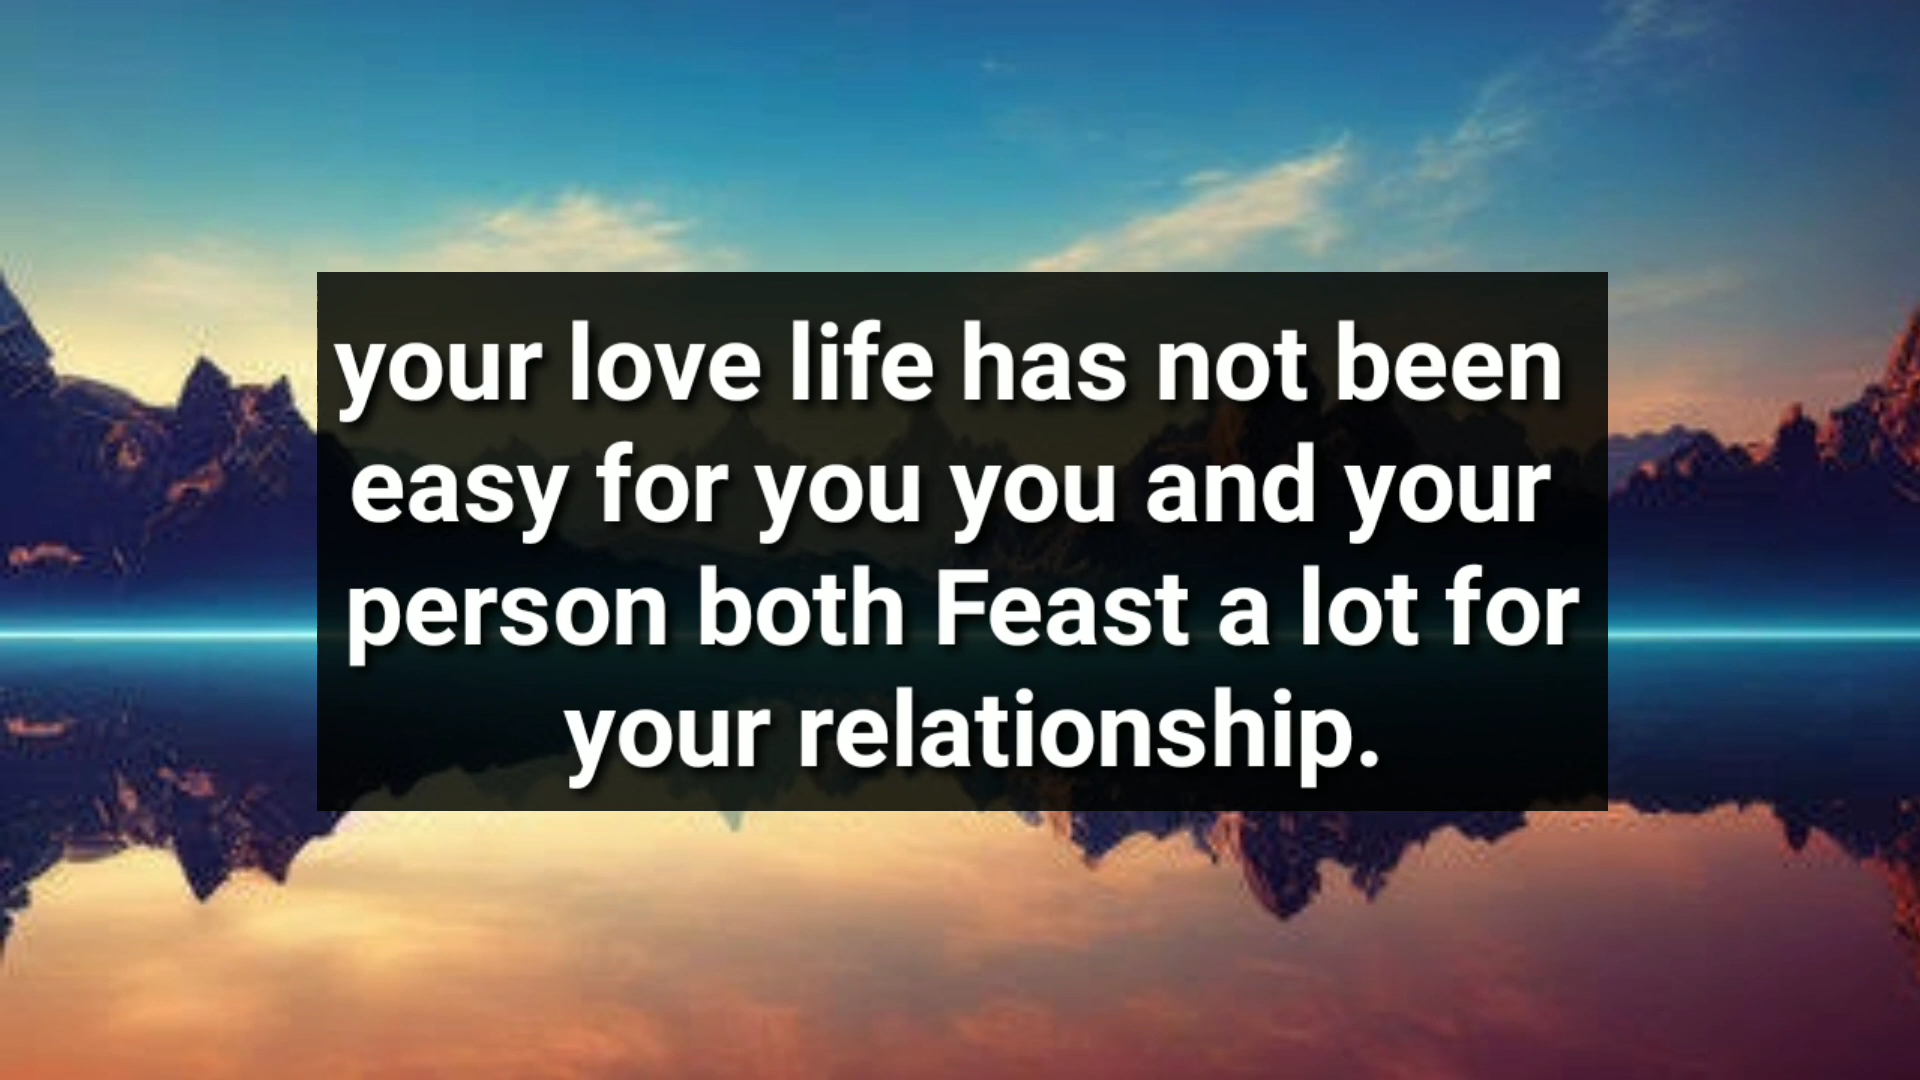 your love life has not been
easy for you you and your
person both Feast a lot for
your relationship.